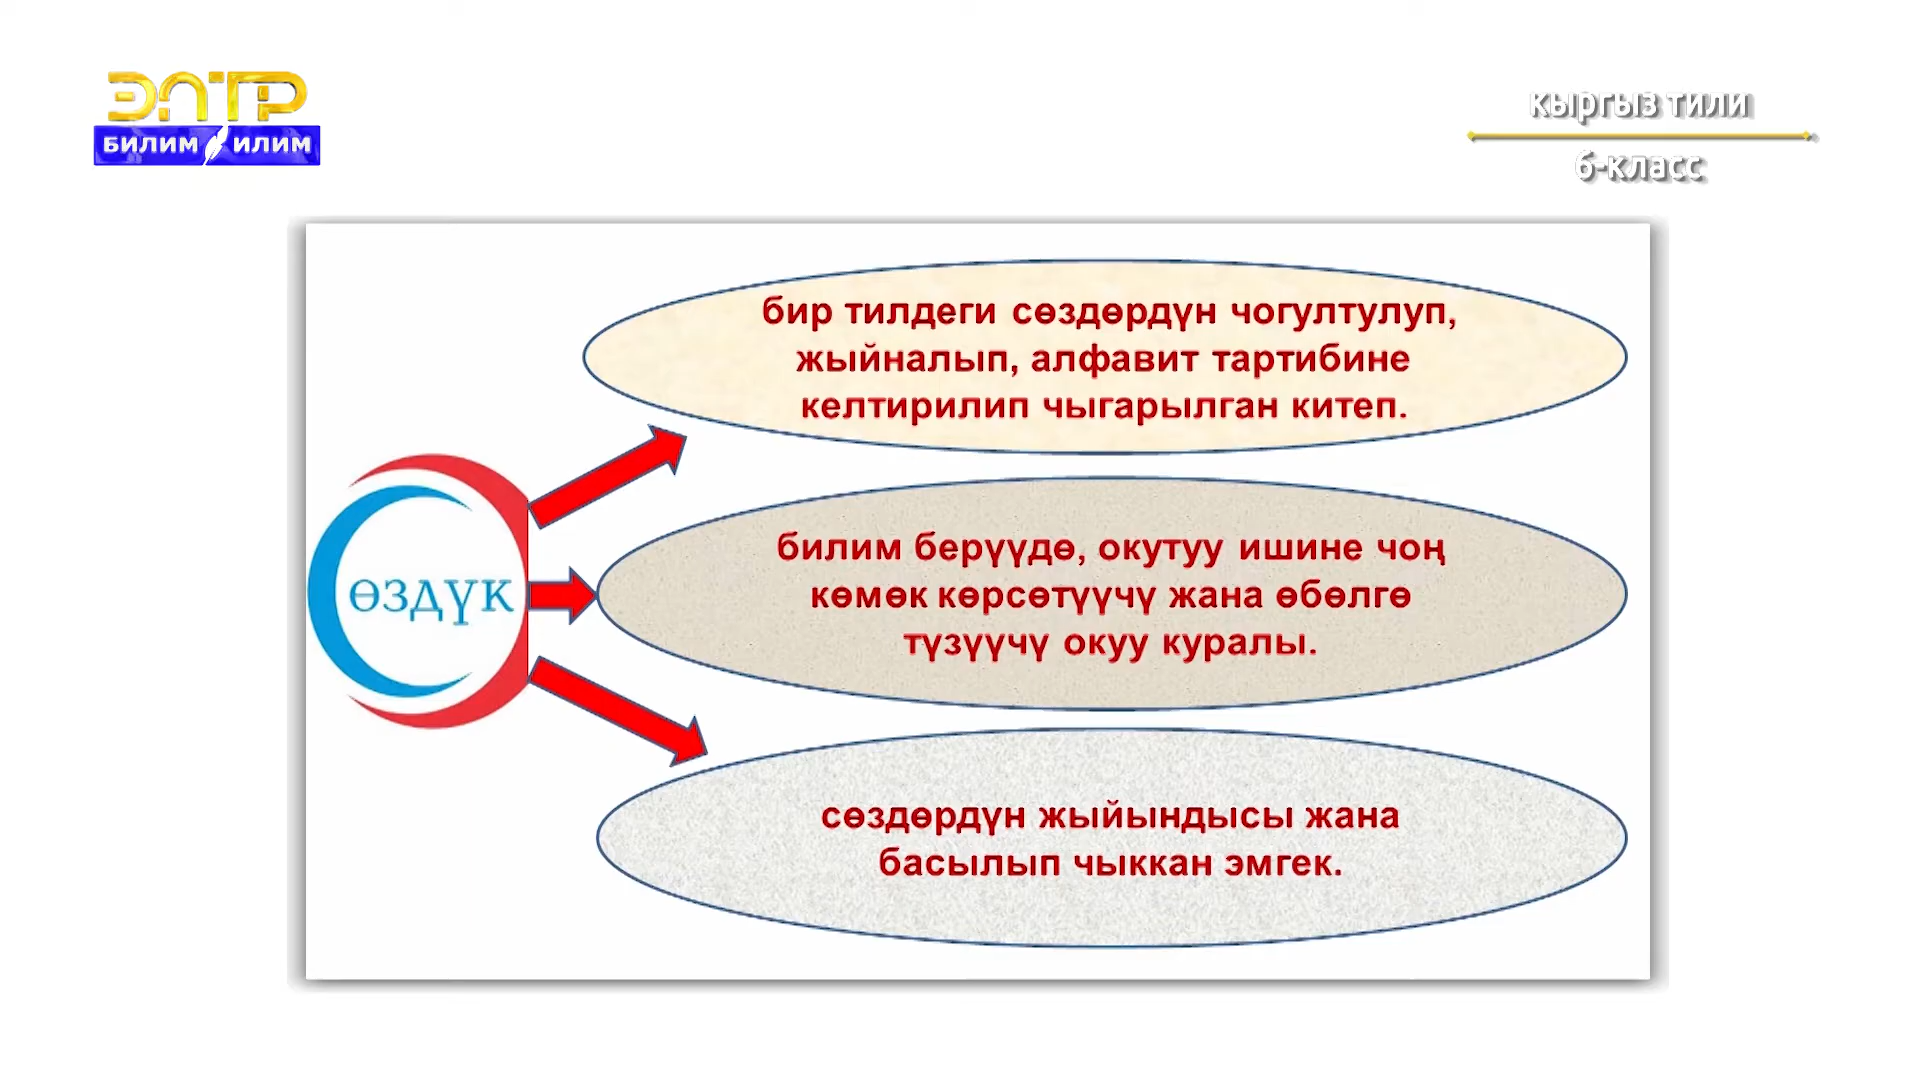 ЭЛТР
БИЛИМ ИЛИМ
кыргыз тили
6-класс
бир тилдеги сөздөрдүн чогултулуп,
жыйналып, алфавит тартибине
келтирилип чыгарылган китеп.
Сөздүк
билим берүүдө, окутуу ишине чоң
көмөк көрсөтүүчү жана өбөлгө
түзүүчү окуу куралы.
сөздөрдүн жыйындысы жана
басылып чыккан эмгек.